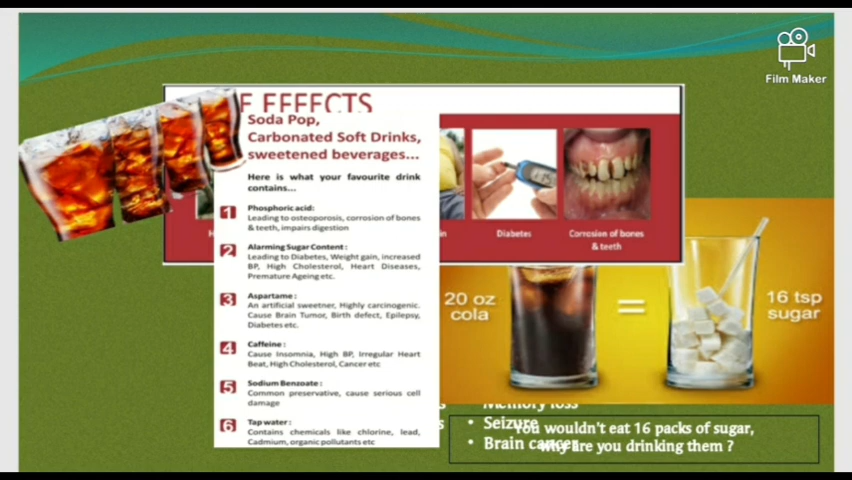 Film Maker
E EFFECTS
Soda Pop,
Carbonated Soft Drinks,
sweetened beverages...
Here is what your favourite drink
contains...
1 Phosphoric acid:
Leading to osteoporosis, corrosion of bones
& teeth, impairs digestion
2 Alarming Sugar Content :
Leading to Diabetes, Weight gain, increased
BP, High Cholesterol, Heart Diseases,
Premature Ageing etc.
3 Aspartame :
An artificial sweetner, Highly carcinogenic.
Cause Brain Tumor, Birth defect, Epilepsy,
Diabetes etc.
4 Caffeine :
Cause Insomnia, High BP, Irregular Heart
Beat, High Cholesterol, Cancer etc
5 Sodium Benzoate :
Common preservative, cause serious cell
damage
6 Tap water :
Contains chemicals like chlorine, lead,
Cadmium, organic pollutants etc
Diabetes
Corrosion of bones
& teeth
20 oz
cola
=
16 tsp
sugar
Memory loss
• Seizure
• Brain cancer
You wouldn't eat 16 packs of sugar,
why are you drinking them ?